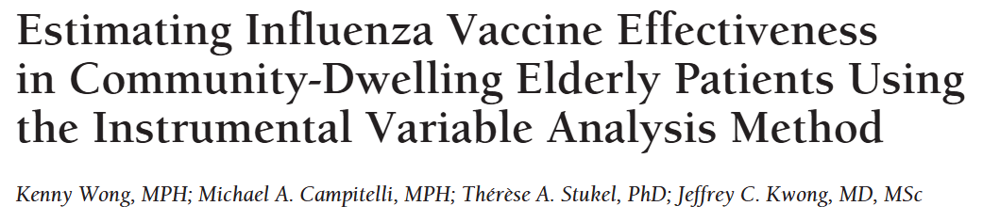 Estimating Influenza Vaccine Effectiveness
in Community-Dwelling Elderly Patients Using
the Instrumental Variable Analysis Method
Kenny Wong, MPH; Michael A. Campitelli, MPH; Thérèse A. Stukel, PhD; Jeffrey C. Kwong, MD, MSc